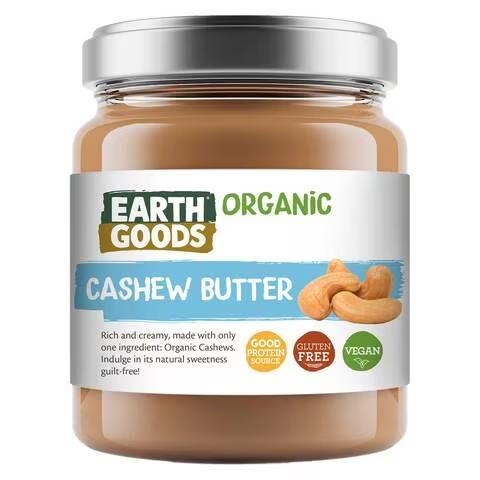 EARTH ORGANIC
GOODS
CASHEW BUTTER
Rich and creamy, made with only
one ingredient: Organic Cashews.
Indulge in its natural sweetness
guilt-free!
GOOD
PROTEIN
SOURCE
GLUTEN
FREE
VEGAN